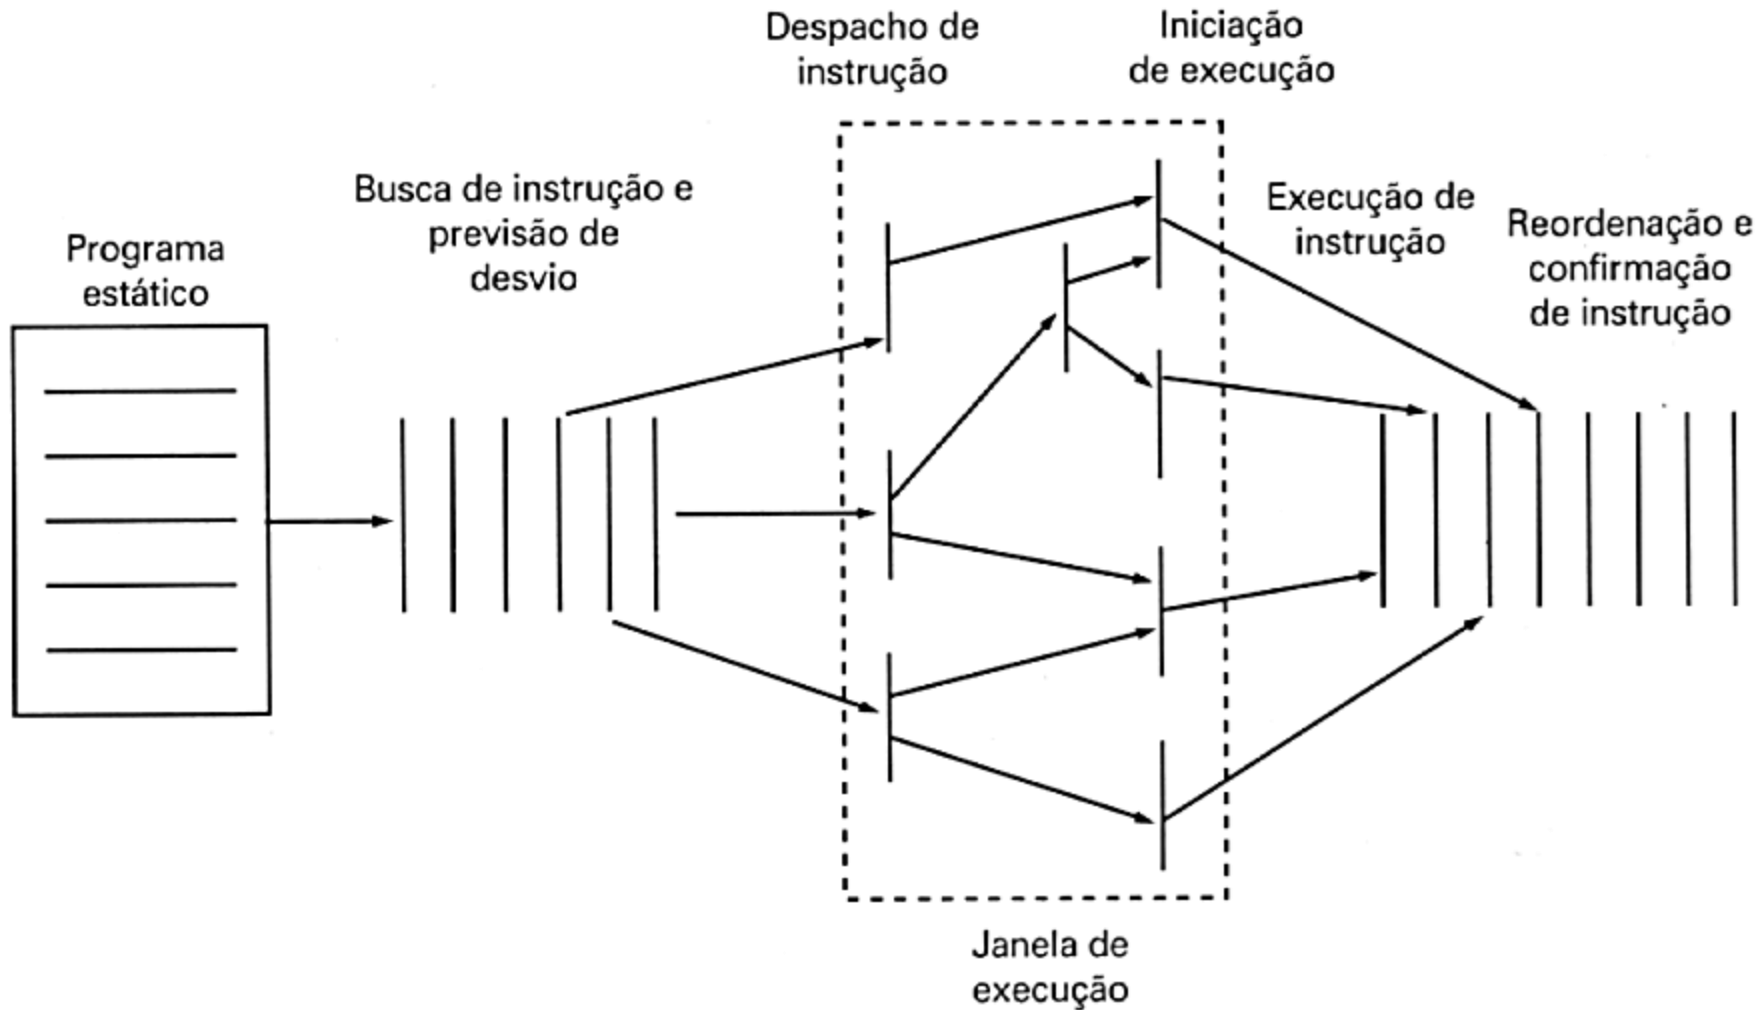 Despacho de
instrução
Iniciação
de execução
Busca de instrução e
previsão de
desvio
Execução de
instrução
Reordenação e
confirmação
de instrução
Programa
estático
Janela de
execução